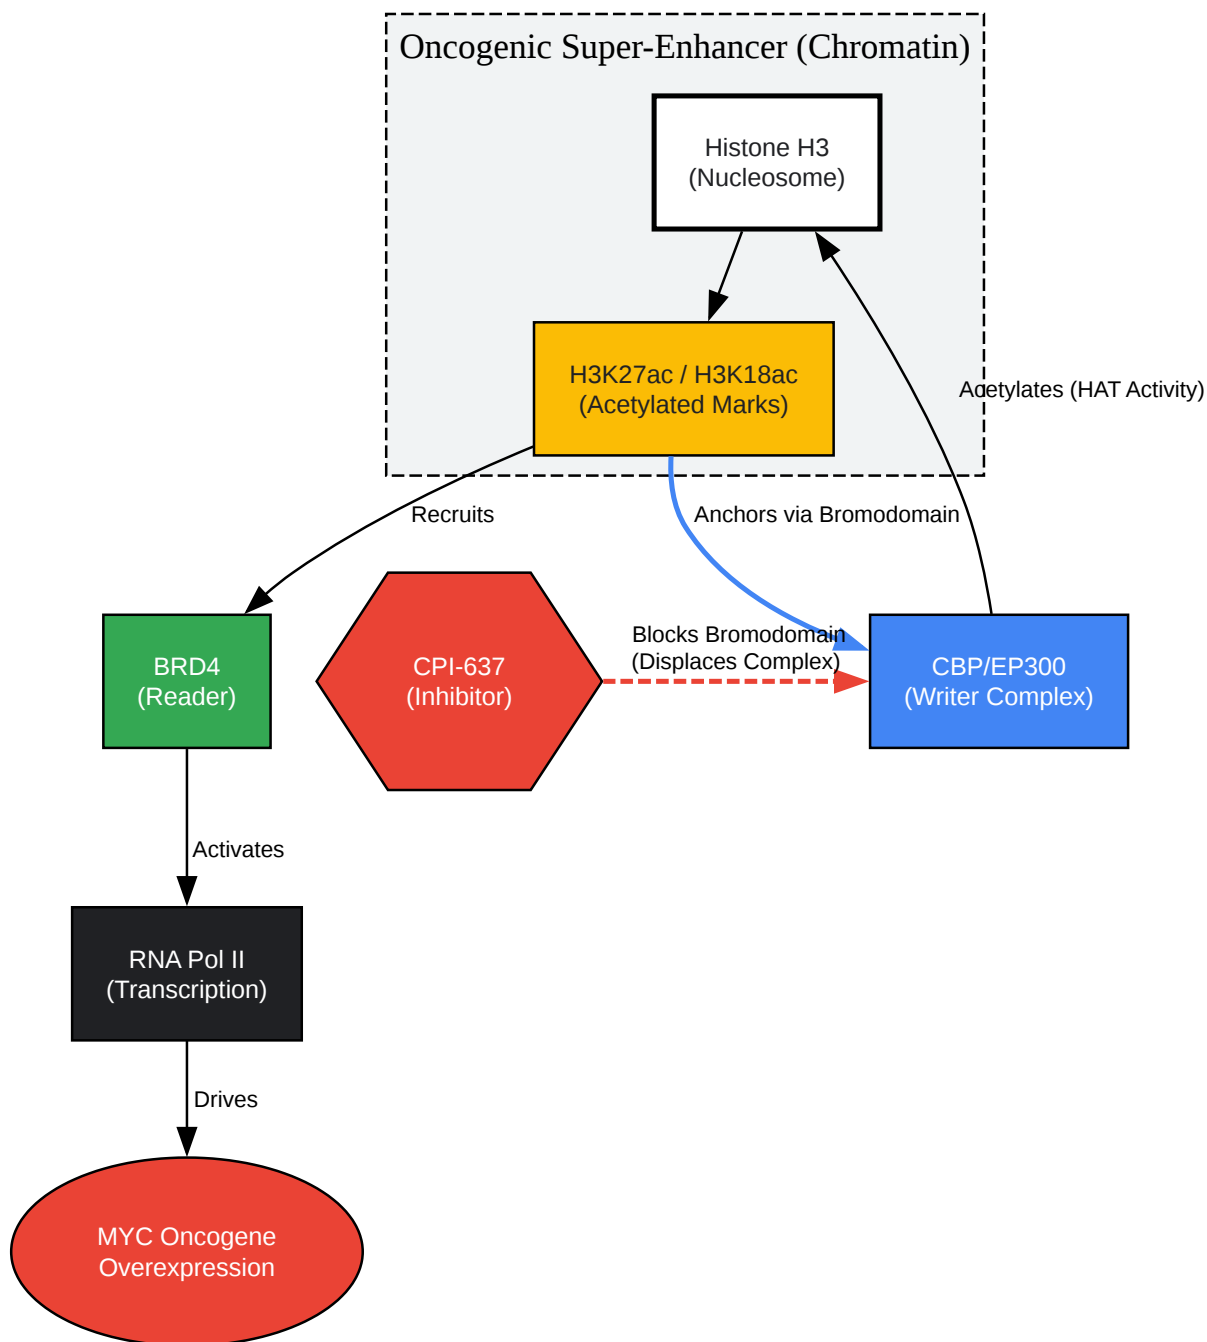 Oncogenic Super-Enhancer (Chromatin)
Histone H3
(Nucleosome)
H3K27ac / H3K18ac
(Acetylated Marks)
Acetylates (HAT Activity)
Recruits
Anchors via Bromodomain
Blocks Bromodomain
(Displaces Complex)
BRD4
(Reader)
CPI-637
(Inhibitor)
CBP/EP300
(Writer Complex)
Activates
RNA Pol II
(Transcription)
Drives
MYC Oncogene
Overexpression